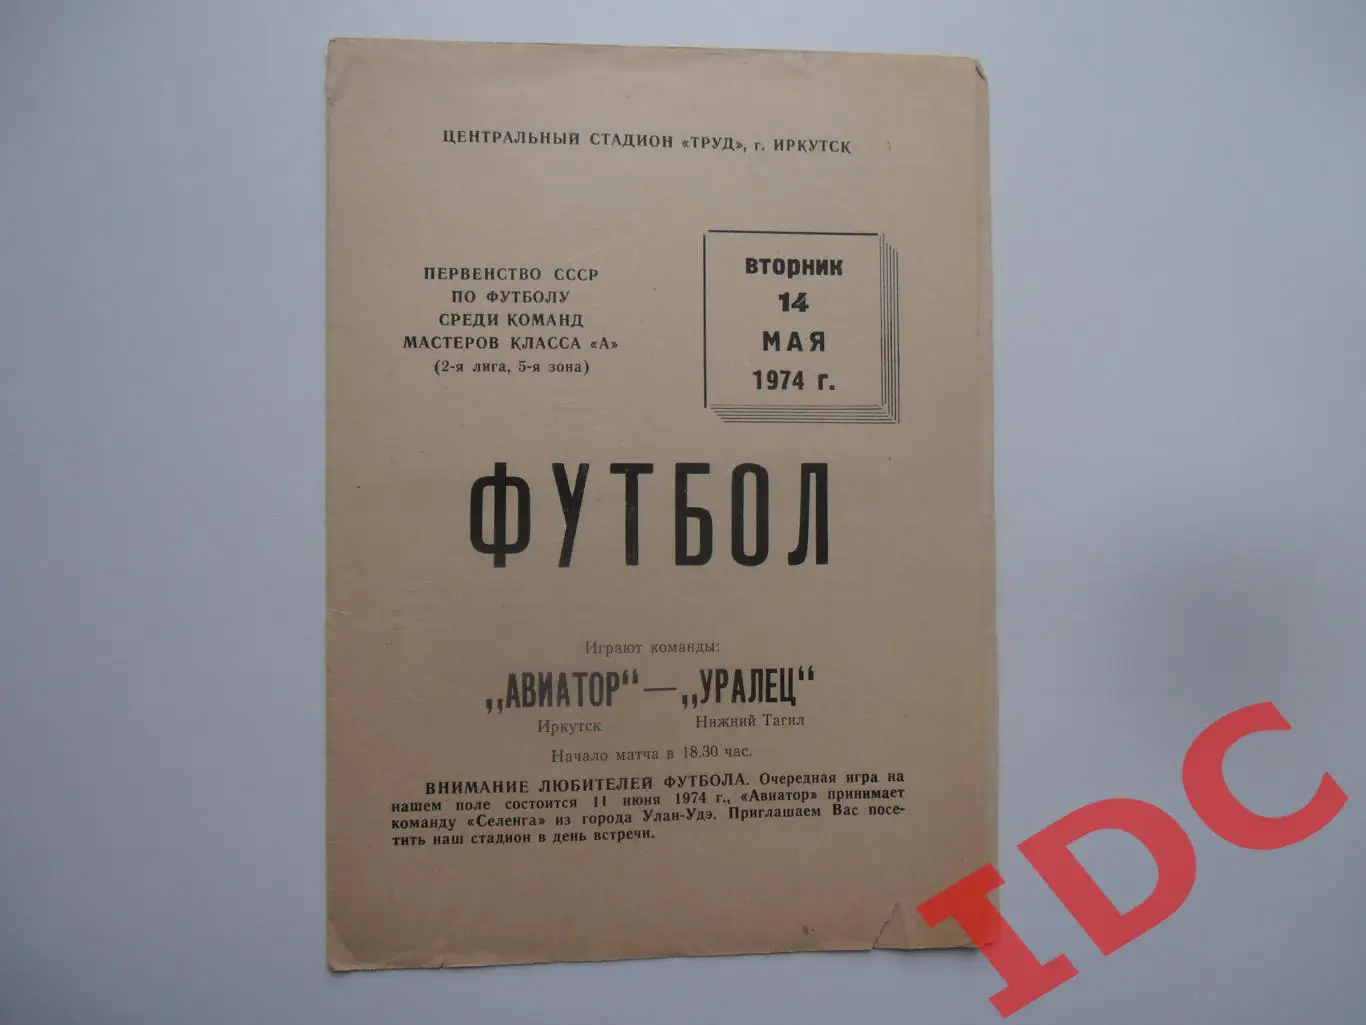 ЦЕНТРАЛЬНЫЙ СТАДИОН «ТРУД», г. ИРКУТСК
ПЕРВЕНСТВО СССР
ПО ФУТБОЛУ
СРЕДИ КОМАНД
МАСТЕРОВ КЛАССА «А»
(2-я лига, 5-я зона)
ВТОРНИК
14
МАЯ
1974 г.
ФУТБОЛ
Играют команды:
„АВИАТОР“ — „УРАЛЕЦ“
Иркутск Нижний Тагил
Начало матча в 18.30 час.
ВНИМАНИЕ ЛЮБИТЕЛЕЙ ФУТБОЛА. Очередная игра на
нашем поле состоится 11 июня 1974 г., «Авиатор» принимает
команду «Селенга» из города Улан-Удэ. Приглашаем Вас посе-
тить наш стадион в день встречи.
IDC